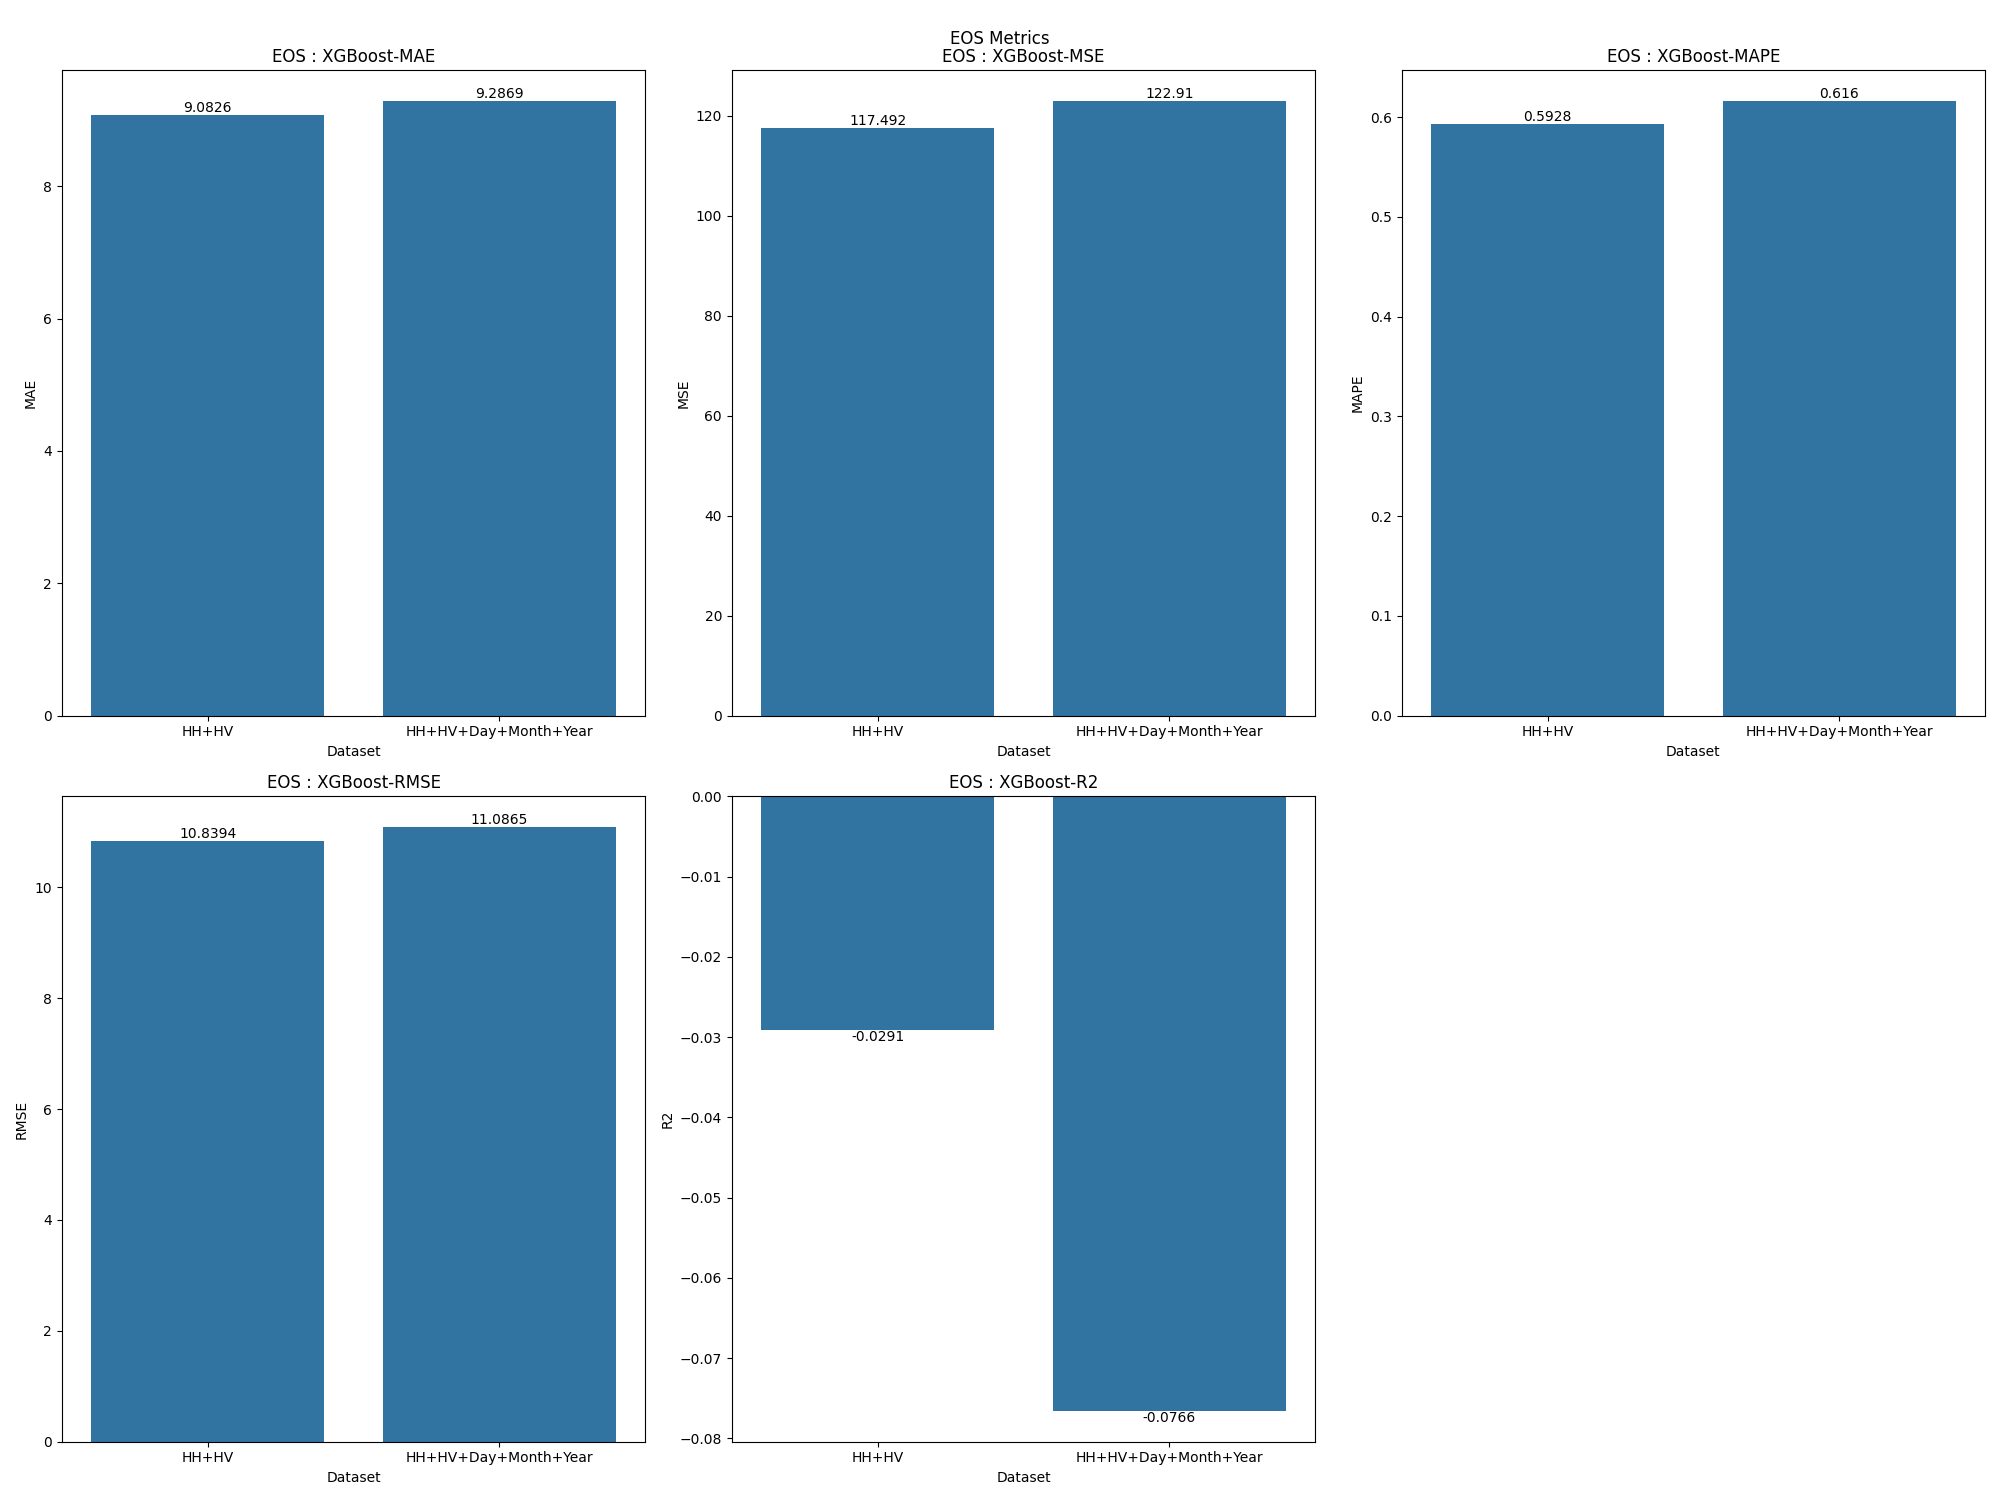 EOS Metrics
EOS : XGBoost-MAE
9.0826
9.2869
8
6
4
2
0
MAE
HH+HV
HH+HV+Day+Month+Year
Dataset
EOS : XGBoost-MSE
117.492
122.91
120
100
80
60
40
20
0
MSE
HH+HV
HH+HV+Day+Month+Year
Dataset
EOS : XGBoost-MAPE
0.5928
0.616
0.6
0.5
0.4
0.3
0.2
0.1
0.0
MAPE
HH+HV
HH+HV+Day+Month+Year
Dataset
EOS : XGBoost-RMSE
10.8394
11.0865
10
8
6
4
2
0
RMSE
HH+HV
HH+HV+Day+Month+Year
Dataset
EOS : XGBoost-R2
0.00
−0.01
−0.02
−0.03
−0.04
−0.05
−0.06
−0.07
−0.08
R2
-0.0291
-0.0766
HH+HV
HH+HV+Day+Month+Year
Dataset